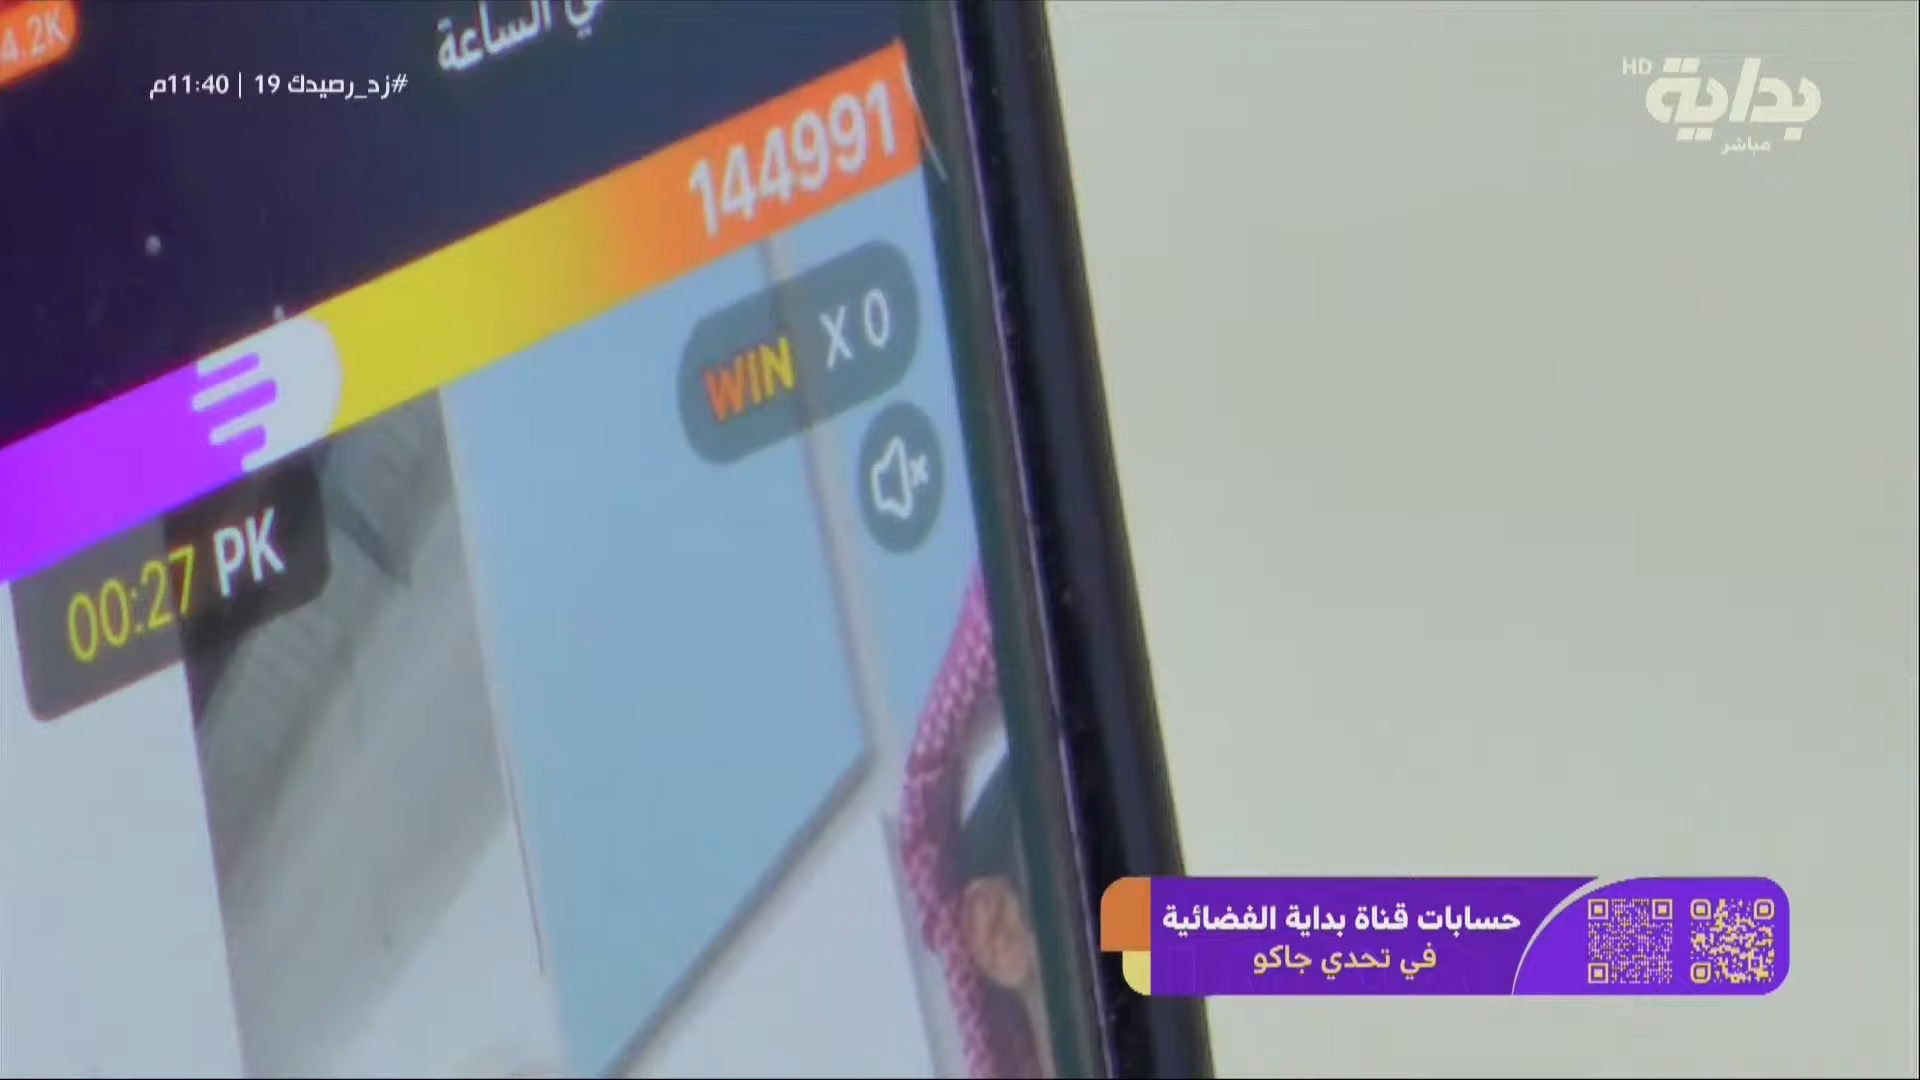 4.2K
ي الساعة
#زد_رصيدك 19 | 11:40م
HD
بداية
مباشر
144991
WIN X 0
00:27 PK
حسابات قناة بداية الفضائية
في تحدي جاكو